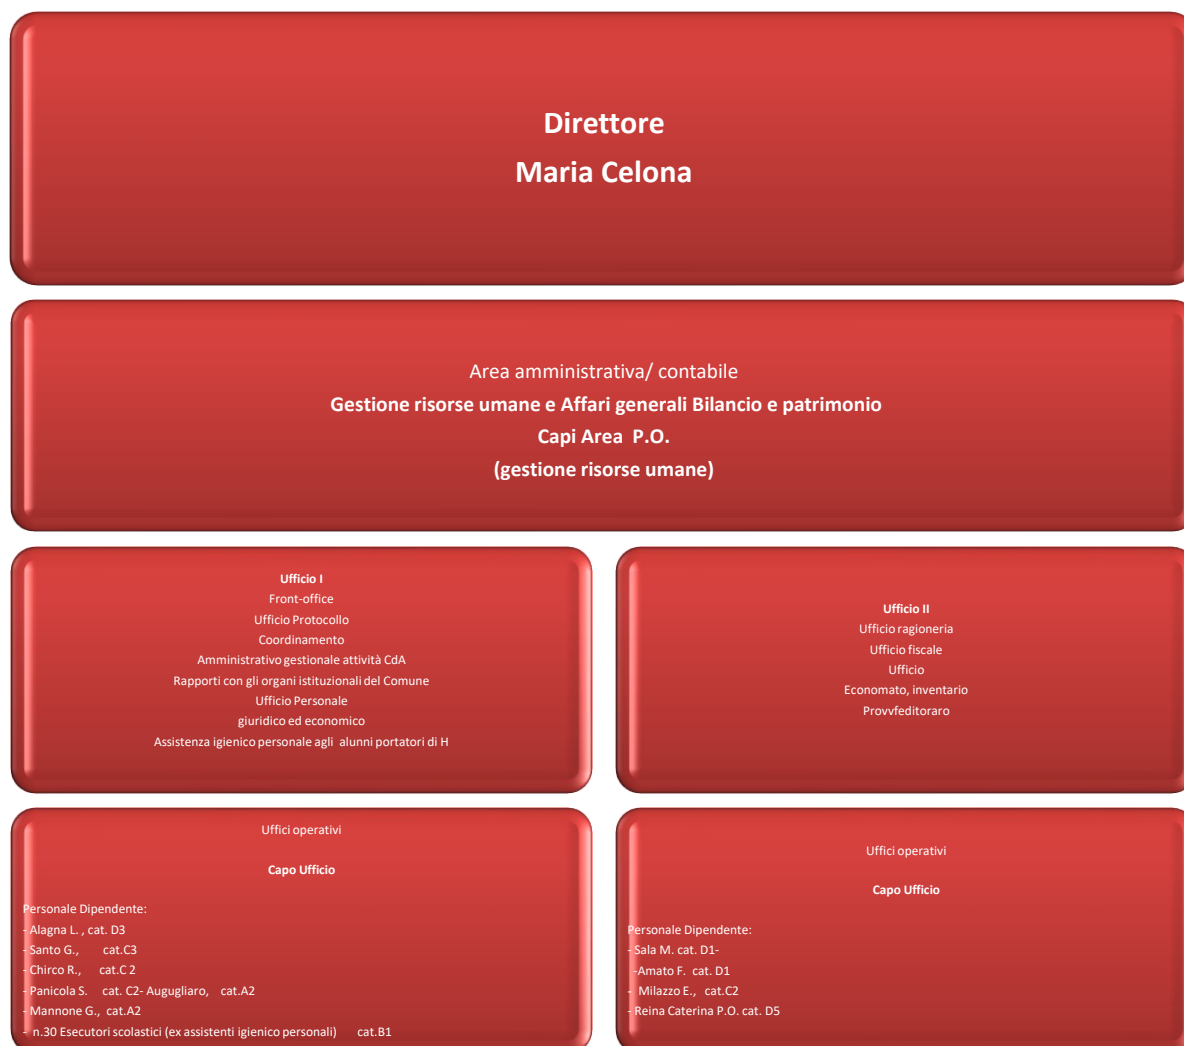 Direttore
Maria Celona
Area amministrativa/ contabile
Gestione risorse umane e Affari generali Bilancio e patrimonio
Capi Area P.O.
(gestione risorse umane)
Ufficio I
Front-office
Ufficio Protocollo
Coordinamento
Amministrativo gestionale attività CdA
Rapporti con gli organi istituzionali del Comune
Ufficio Personale
giuridico ed economico
Assistenza igienico personale agli alunni portatori di H
Ufficio II
Ufficio ragioneria
Ufficio fiscale
Ufficio
Economato, inventario
Provvfeditoraro
Uffici operativi
Capo Ufficio
Personale Dipendente:
- Alagna L. , cat. D3
- Santo G., cat.C3
- Chirco R., cat.C 2
- Panicola S. cat. C2- Augugliaro, cat.A2
- Mannone G., cat.A2
- n.30 Esecutori scolastici (ex assistenti igienico personali) cat.B1
Uffici operativi
Capo Ufficio
Personale Dipendente:
- Sala M. cat. D1-
-Amato F. cat. D1
- Milazzo E., cat.C2
- Reina Caterina P.O. cat. D5